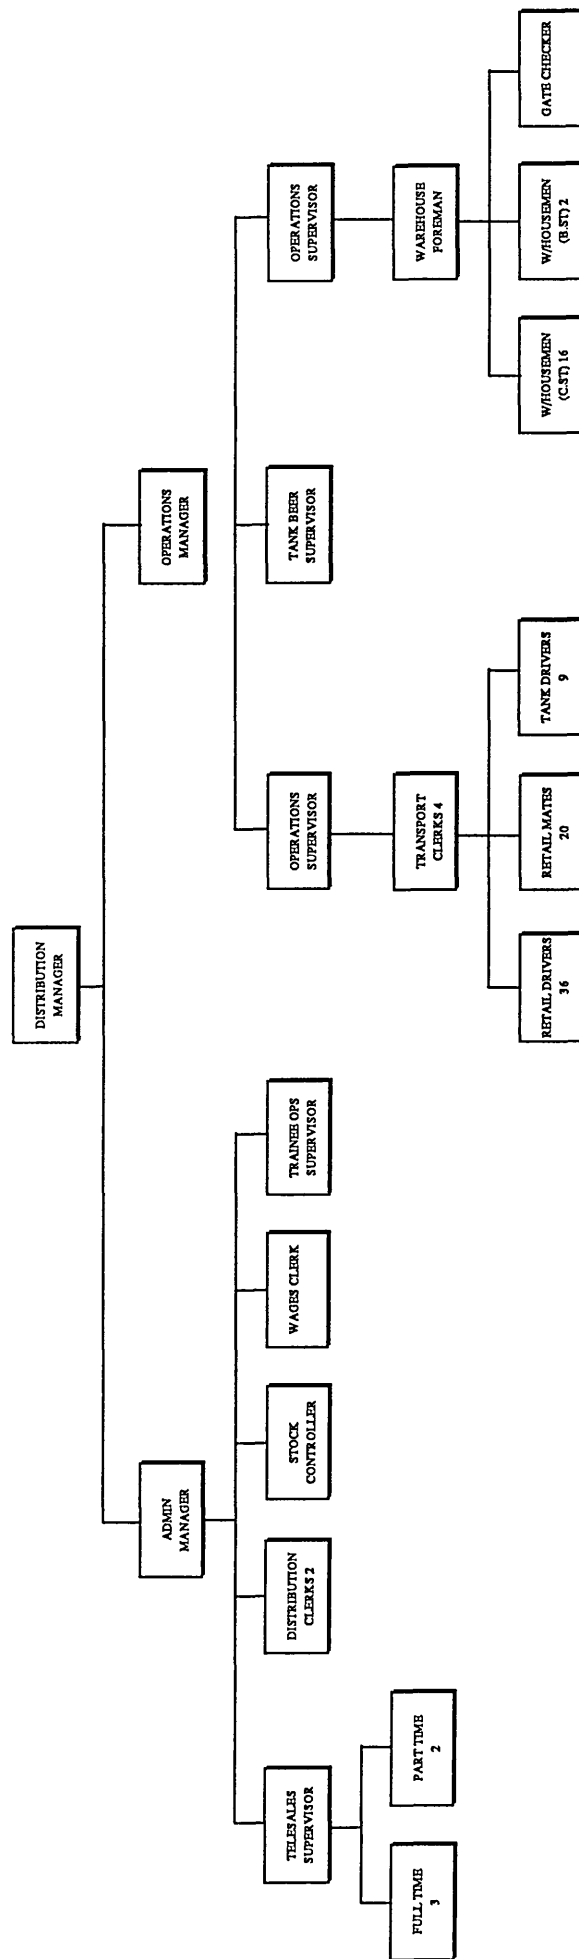 DISTRIBUTION
MANAGER
ADMIN
MANAGER
OPERATIONS
MANAGER
TELESALES
SUPERVISOR
DISTRIBUTION
CLERKS 2
STOCK
CONTROLLER
WAGES CLERK
TRAINEE OPS
SUPERVISOR
OPERATIONS
SUPERVISOR
TANK BEER
SUPERVISOR
OPERATIONS
SUPERVISOR
FULL TIME
3
PART TIME
2
TRANSPORT
CLERKS 4
WAREHOUSE
FOREMAN
RETAIL DRIVERS
36
RETAIL MATES
20
TANK DRIVERS
9
W/HOUSEMEN
(C.ST) 16
W/HOUSEMEN
(B.ST) 2
GATE CHECKER